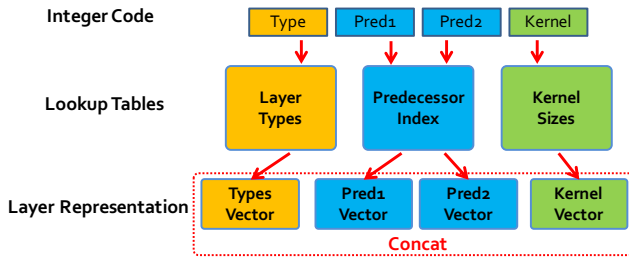 Integer Code
Type Pred1 Pred2 Kernel
Lookup Tables
Layer Types
Predecessor Index
Kernel Sizes
Layer Representation
Types Vector
Pred1 Vector
Pred2 Vector
Kernel Vector
Concat